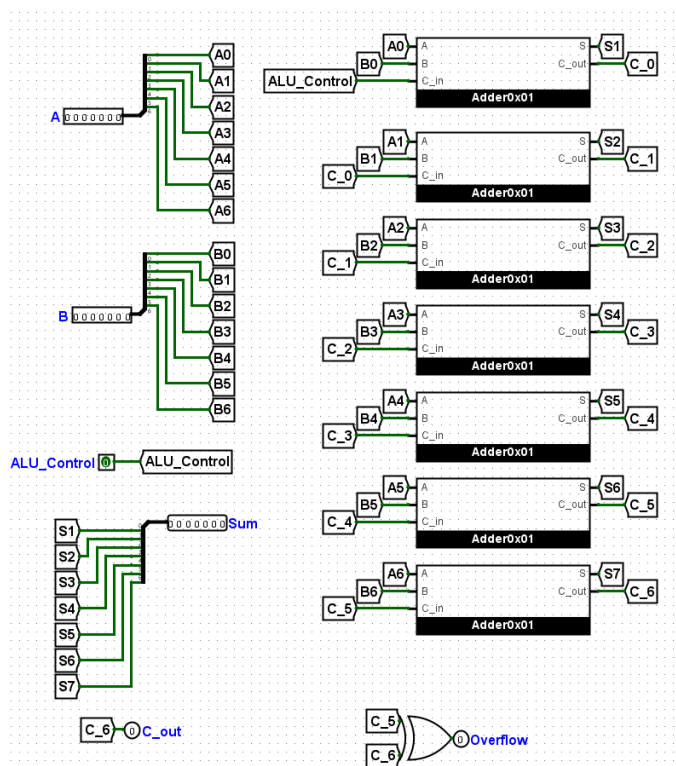 A 0000000
A0
A1
A2
A3
A4
A5
A6
B 0000000
B0
B1
B2
B3
B4
B5
B6
ALU_Control 0 ALU_Control
S1
S2
S3
S4
S5
S6
S7
0000000 Sum
C_6 0 C_out
A0 A S S1
B0 B C_out C_0
ALU_Control C_in
Adder0x01
A1 A S S2
B1 B C_out C_1
C_0 C_in
Adder0x01
A2 A S S3
B2 B C_out C_2
C_1 C_in
Adder0x01
A3 A S S4
B3 B C_out C_3
C_2 C_in
Adder0x01
A4 A S S5
B4 B C_out C_4
C_3 C_in
Adder0x01
A5 A S S6
B5 B C_out C_5
C_4 C_in
Adder0x01
A6 A S S7
B6 B C_out C_6
C_5 C_in
Adder0x01
C_5
C_6
0 Overflow